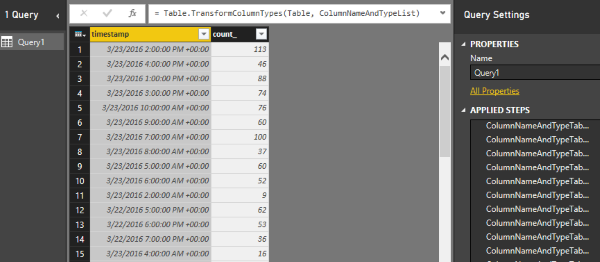 1 Query
Query1
= Table.TransformColumnTypes(Table, ColumnNameAndTypeList)
timestamp count_
1 3/23/2016 2:00:00 PM +00:00 113
2 3/23/2016 4:00:00 PM +00:00 46
3 3/23/2016 1:00:00 PM +00:00 88
4 3/23/2016 3:00:00 PM +00:00 74
5 3/23/2016 10:00:00 AM +00:00 76
6 3/23/2016 9:00:00 AM +00:00 60
7 3/23/2016 7:00:00 AM +00:00 100
8 3/23/2016 8:00:00 AM +00:00 37
9 3/23/2016 5:00:00 AM +00:00 60
10 3/23/2016 6:00:00 AM +00:00 52
11 3/23/2016 2:00:00 AM +00:00 9
12 3/22/2016 5:00:00 PM +00:00 62
13 3/22/2016 6:00:00 PM +00:00 53
14 3/22/2016 7:00:00 PM +00:00 36
15 3/23/2016 4:00:00 AM +00:00 16
Query Settings
PROPERTIES
Name
Query1
All Properties
APPLIED STEPS
ColumnNameAndTypeTab...
ColumnNameAndTypeTab...
ColumnNameAndTypeTab...
ColumnNameAndTypeTab...
ColumnNameAndTypeTab...
ColumnNameAndTypeTab...
ColumnNameAndTypeTab...
ColumnNameAndTypeTab...
ColumnNameAndTypeTab...
ColumnNameAndTypeTab...